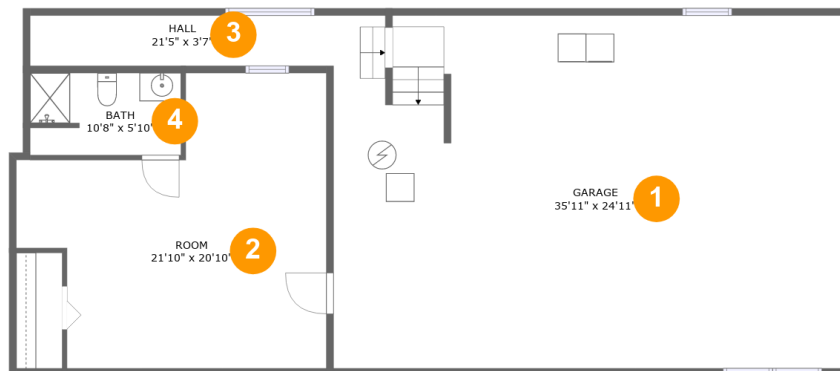 HALL
21'5" x 3'7"
3
BATH
10'8" x 5'10"
4
GARAGE
35'11" x 24'11"
1
ROOM
21'10" x 20'10"
2